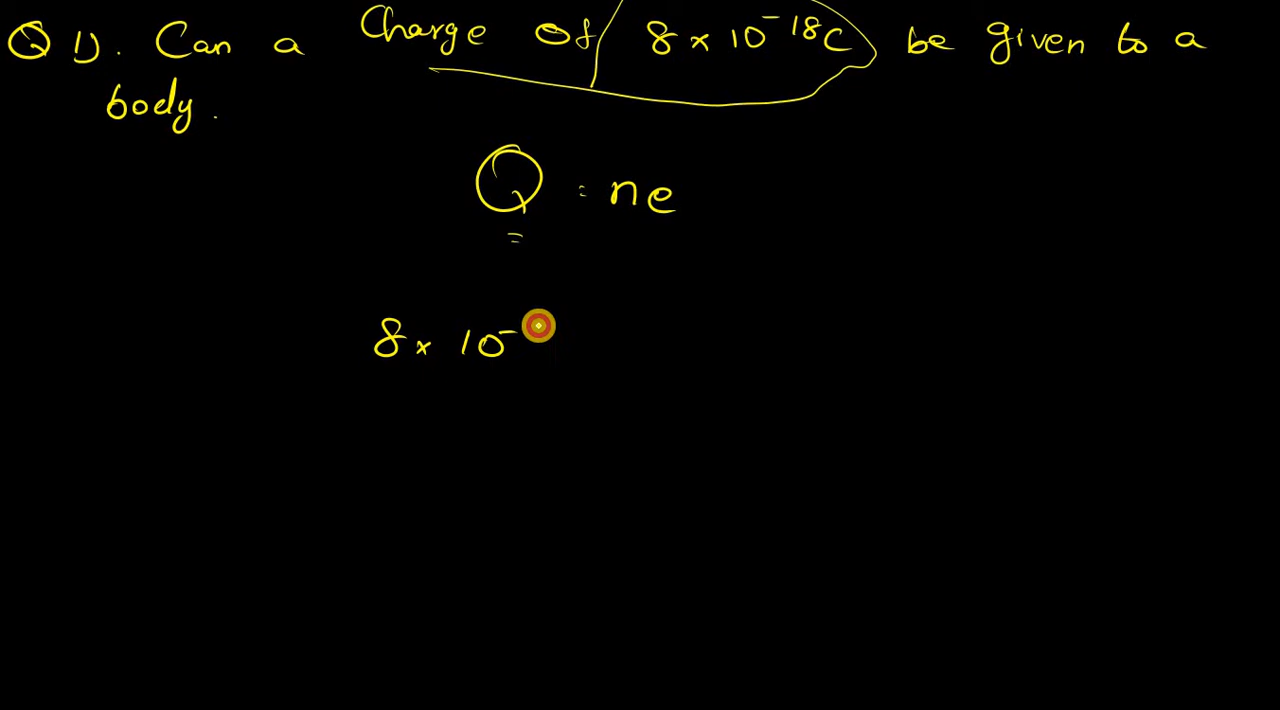 Q 1). Can a Charge Of 8 × 10⁻¹⁸C be given to a
body.
Q = ne
=
8 × 10⁻